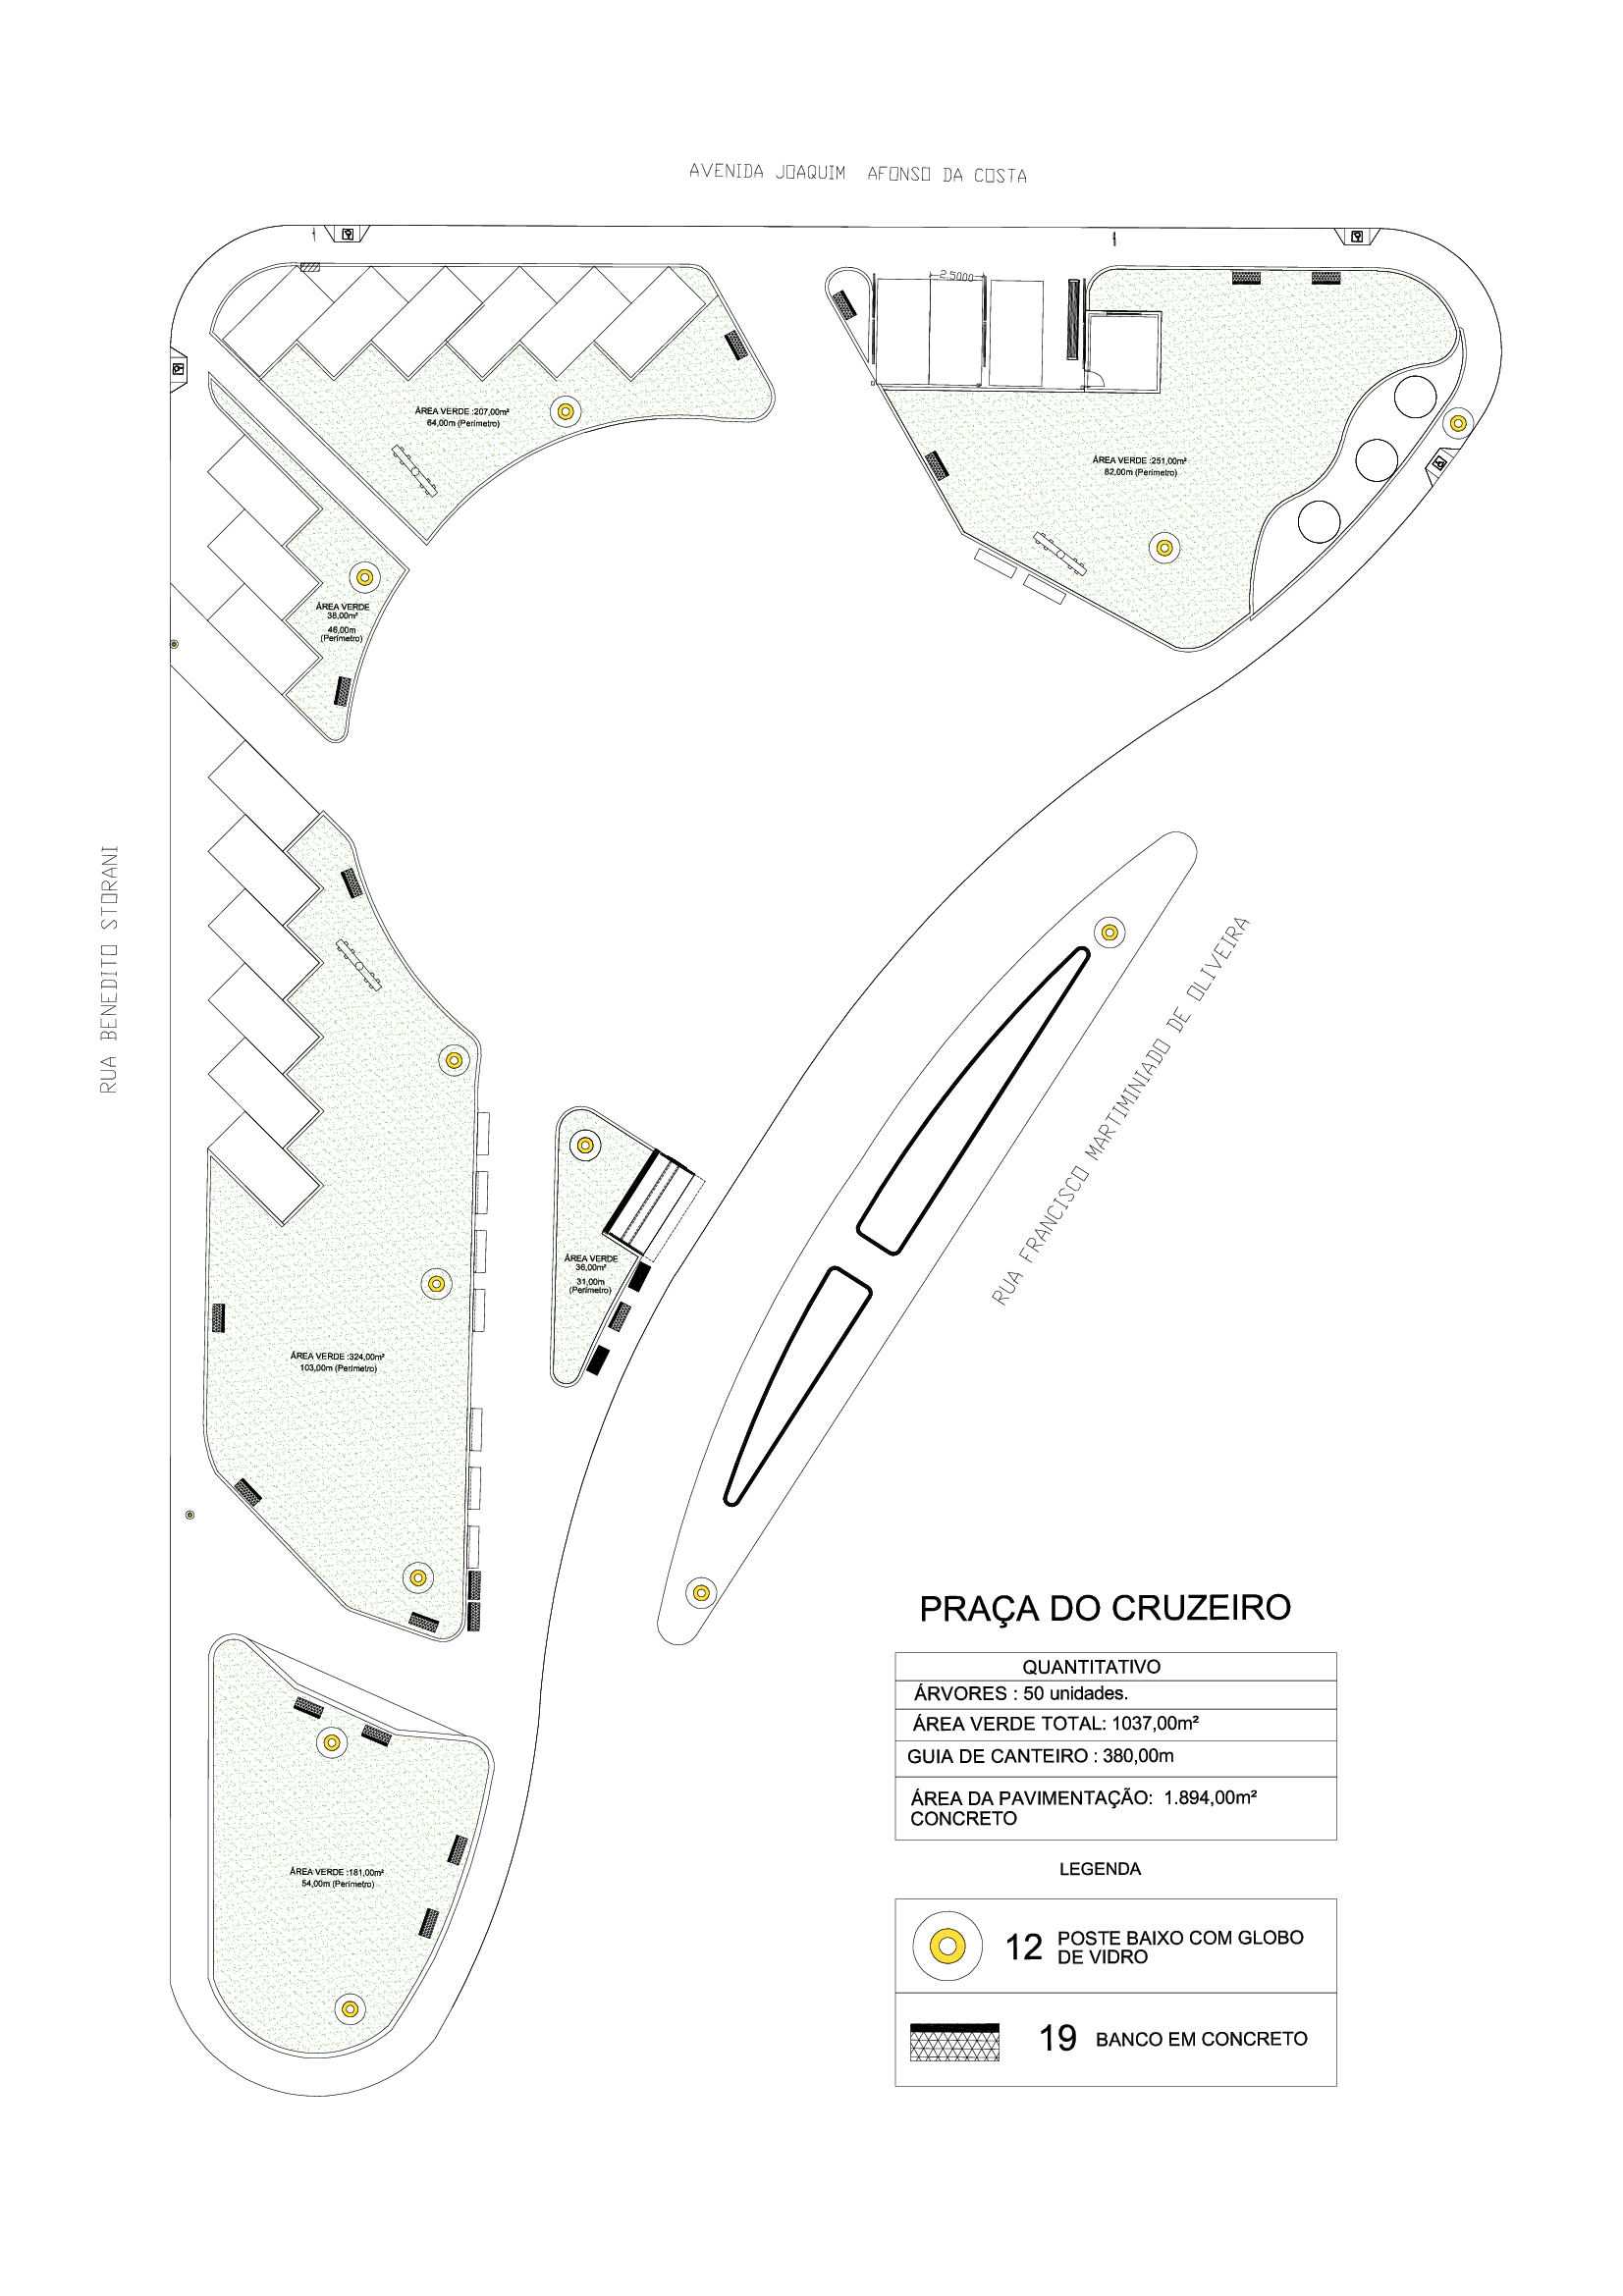 AVENIDA JOAQUIM AFONSO DA COSTA
2.5000
ÁREA VERDE :207,00m²
64,00m (Perímetro)
ÁREA VERDE :251,00m²
82,00m (Perímetro)
ÁREA VERDE
38,00m²
46,00m
(Perímetro)
RUA BENEDITO STORANI
RUA FRANCISCO MARTIMINIADO DE OLIVEIRA
ÁREA VERDE
36,00m²
31,00m
(Perímetro)
ÁREA VERDE :324,00m²
103,00m (Perímetro)
ÁREA VERDE :181,00m²
54,00m (Perímetro)
PRAÇA DO CRUZEIRO
QUANTITATIVO
ÁRVORES : 50 unidades.
ÁREA VERDE TOTAL: 1037,00m²
GUIA DE CANTEIRO : 380,00m
ÁREA DA PAVIMENTAÇÃO: 1.894,00m²
CONCRETO
LEGENDA
12 POSTE BAIXO COM GLOBO
DE VIDRO
19 BANCO EM CONCRETO